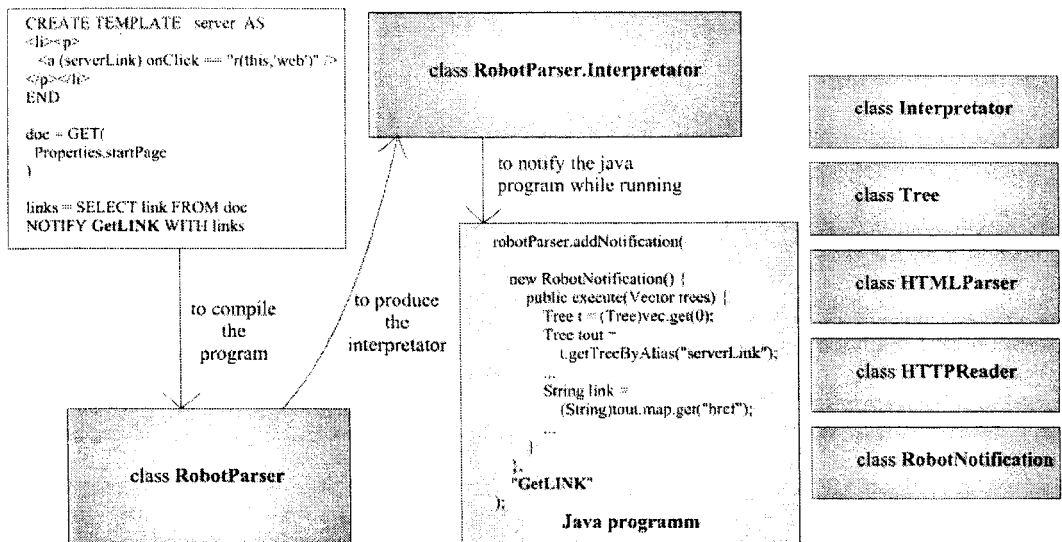 CREATE TEMPLATE server AS
<li><p>
<a (serverLink) onClick == "r(this,'web')" />
</p></li>
END
doc = GET(
Properties.startPage
)
links = SELECT link FROM doc
NOTIFY GetLINK WITH links
to compile
the
program
class RobotParser
to produce
the
interpretator
class RobotParser.Interpretator
to notify the java
program while running
robotParser.addNotification(
new RobotNotification() {
public execute(Vector trees) {
Tree t = (Tree)vec.get(0);
Tree tout =
t.getTreeByAlias("serverLink");
...
String link =
(String)tout.map.get("href");
...
}
},
"GetLINK"
);
Java programm
class Interpretator
class Tree
class HTMLParser
class HTTPReader
class RobotNotification